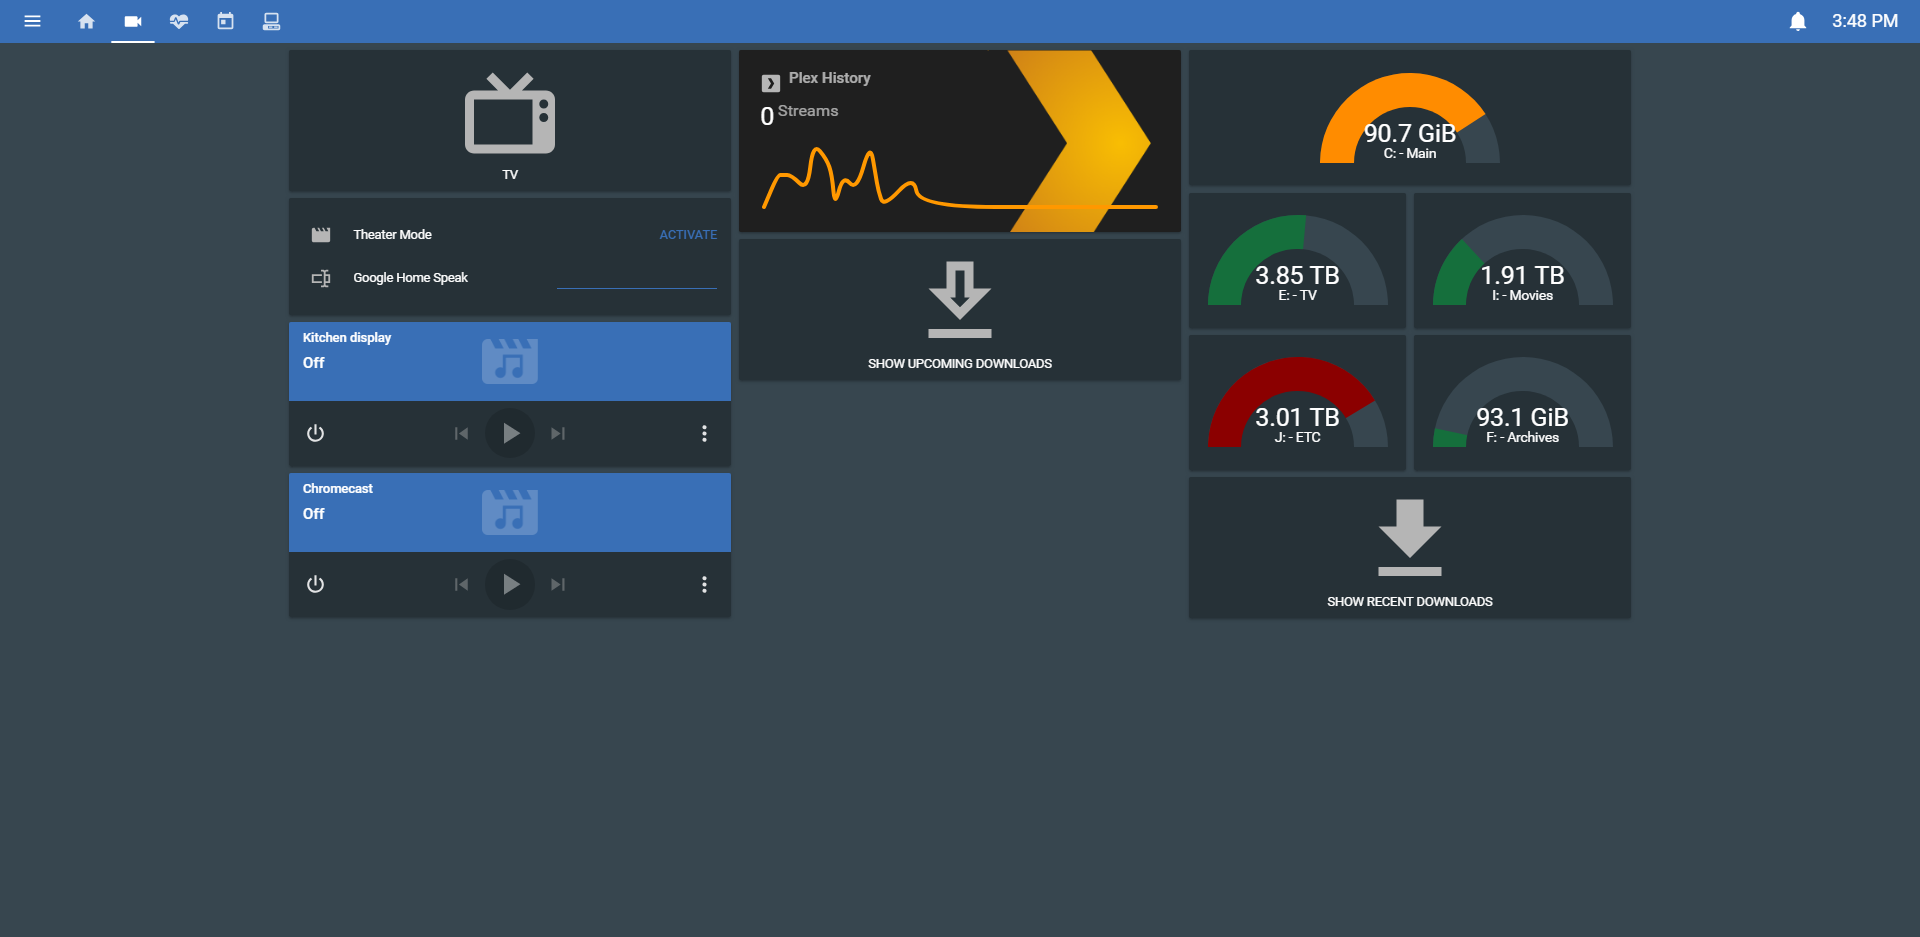 3:48 PM
TV
Theater Mode
ACTIVATE
Google Home Speak
Kitchen display
Off
Chromecast
Off
Plex History
0 Streams
SHOW UPCOMING DOWNLOADS
90.7 GiB
C: - Main
3.85 TB
E: - TV
1.91 TB
I: - Movies
3.01 TB
J: - ETC
93.1 GiB
F: - Archives
SHOW RECENT DOWNLOADS